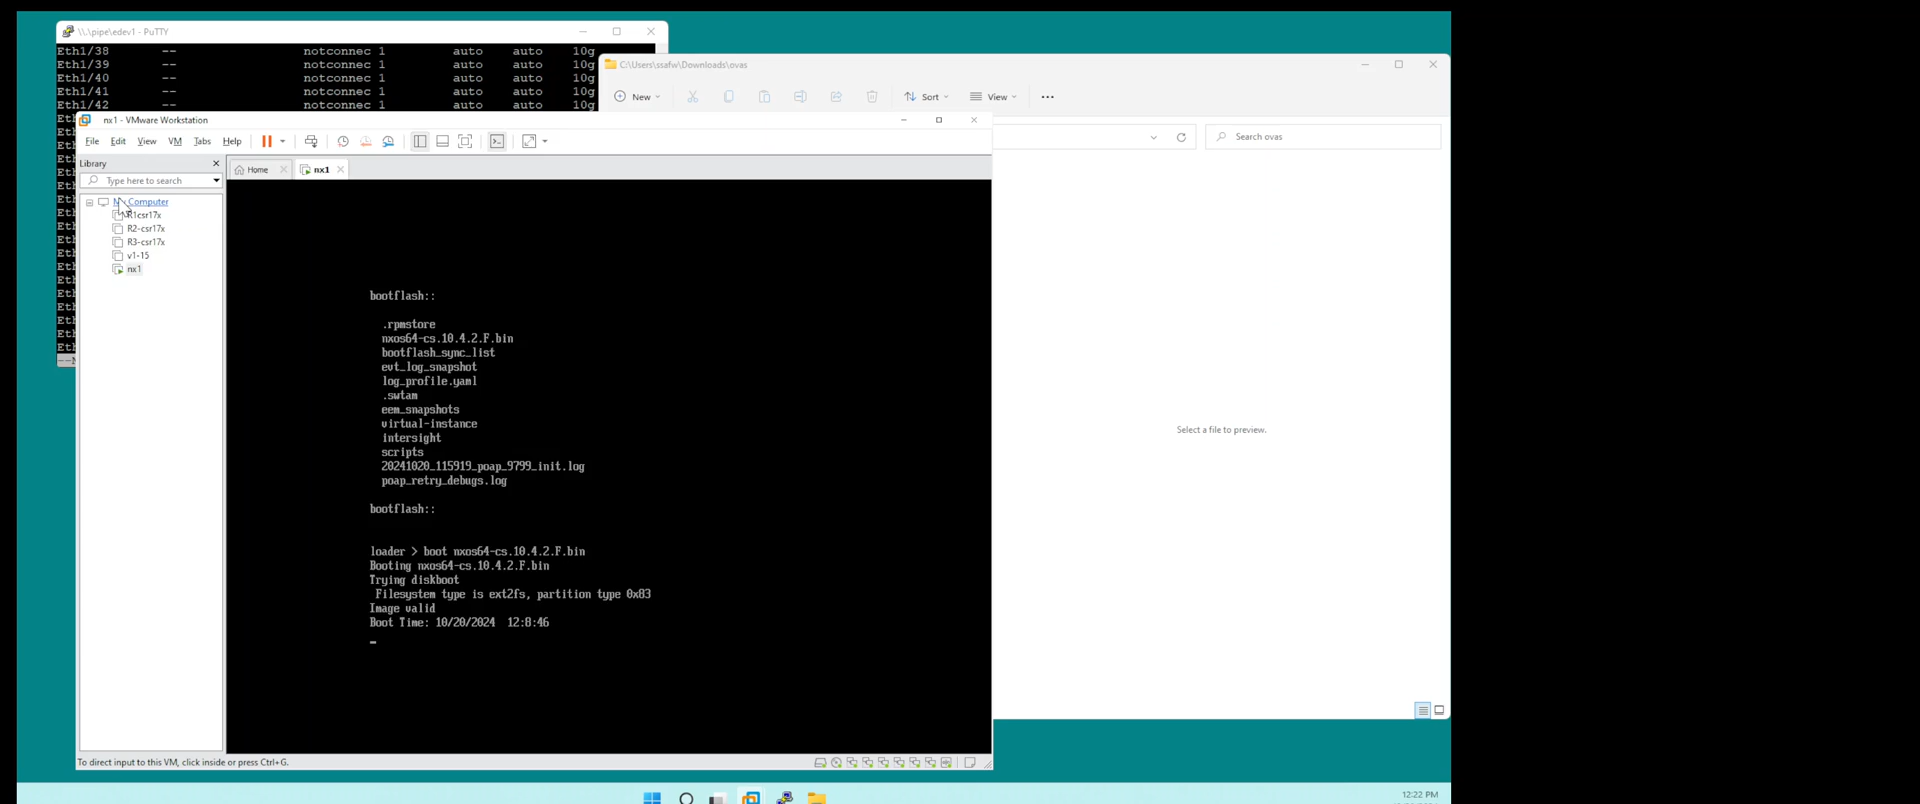 \\.\pipe\edev1 - PuTTY
Eth1/38 -- notconnec 1 auto auto 10g
Eth1/39 -- notconnec 1 auto auto 10g
Eth1/40 -- notconnec 1 auto auto 10g
Eth1/41 -- notconnec 1 auto auto 10g
Eth1/42 -- notconnec 1 auto auto 10g
C:\Users\ssafw\Downloads\ovas
New
Sort
View
Search ovas
Select a file to preview.
nx1 - VMware Workstation
File Edit View VM Tabs Help
Library
Type here to search
Home
nx1
My Computer
R1csr17x
R2-csr17x
R3-csr17x
v1-15
nx1
bootflash::
.rpmstore
nxos64-cs.10.4.2.F.bin
bootflash_sync_list
evt_log_snapshot
log_profile.yaml
.swtam
eem_snapshots
virtual-instance
intersight
scripts
20241020_115919_poap_9799_init.log
poap_retry_debugs.log
bootflash::
loader > boot nxos64-cs.10.4.2.F.bin
Booting nxos64-cs.10.4.2.F.bin
Trying diskboot
Filesystem type is ext2fs, partition type 0x83
Image valid
Boot Time: 10/20/2024 12:8:46
To direct input to this VM, click inside or press Ctrl+G.
12:22 PM